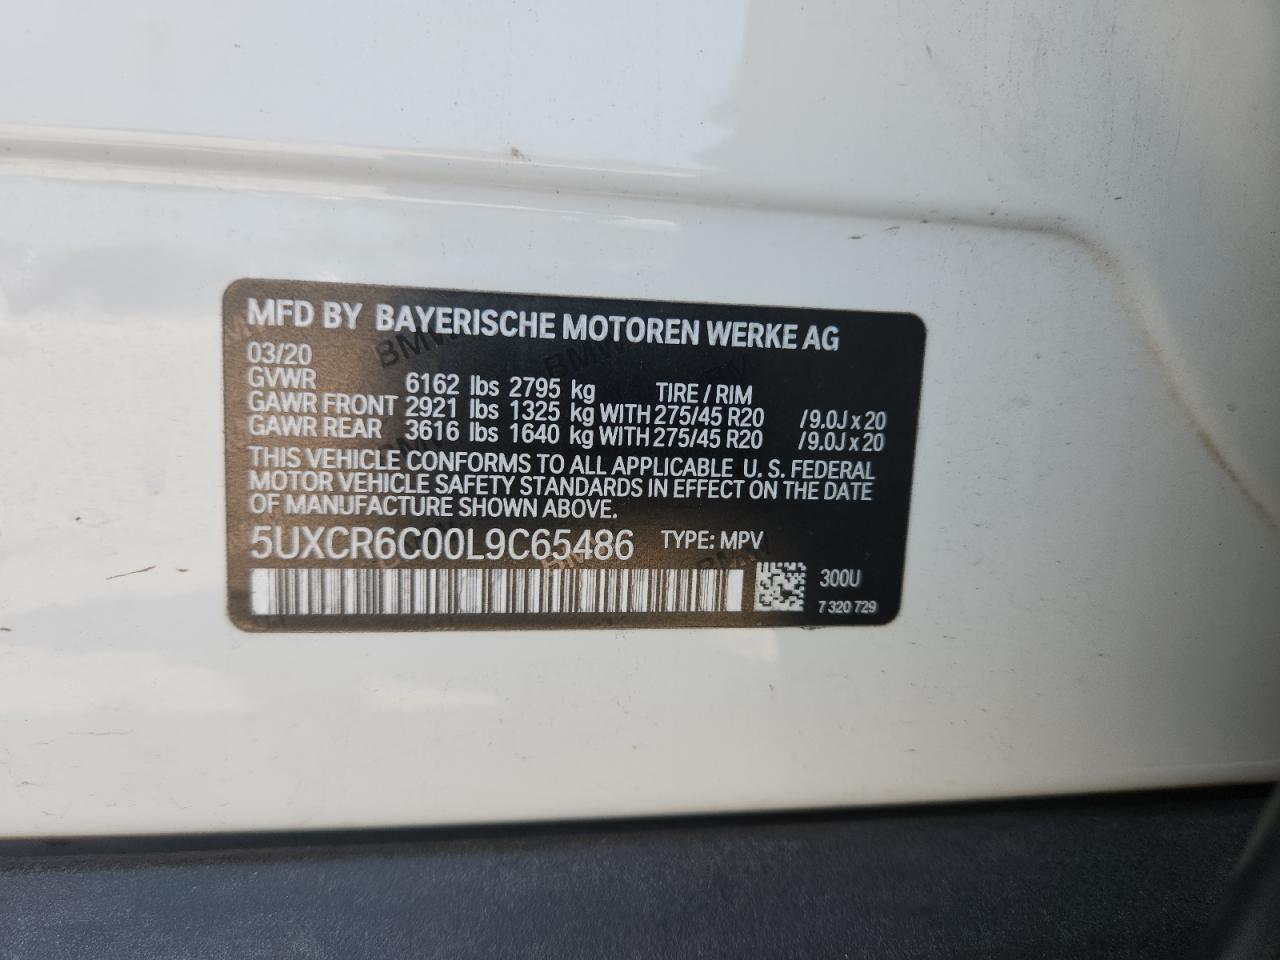 MFD BY BAYERISCHE MOTOREN WERKE AG
03/20
GVWR 6162 lbs 2795 kg TIRE / RIM
GAWR FRONT 2921 lbs 1325 kg WITH 275/45 R20 /9.0J x 20
GAWR REAR 3616 lbs 1640 kg WITH 275/45 R20 /9.0J x 20
THIS VEHICLE CONFORMS TO ALL APPLICABLE U. S. FEDERAL
MOTOR VEHICLE SAFETY STANDARDS IN EFFECT ON THE DATE
OF MANUFACTURE SHOWN ABOVE.
5UXCR6C00L9C65486 TYPE: MPV
300U
7 320 729